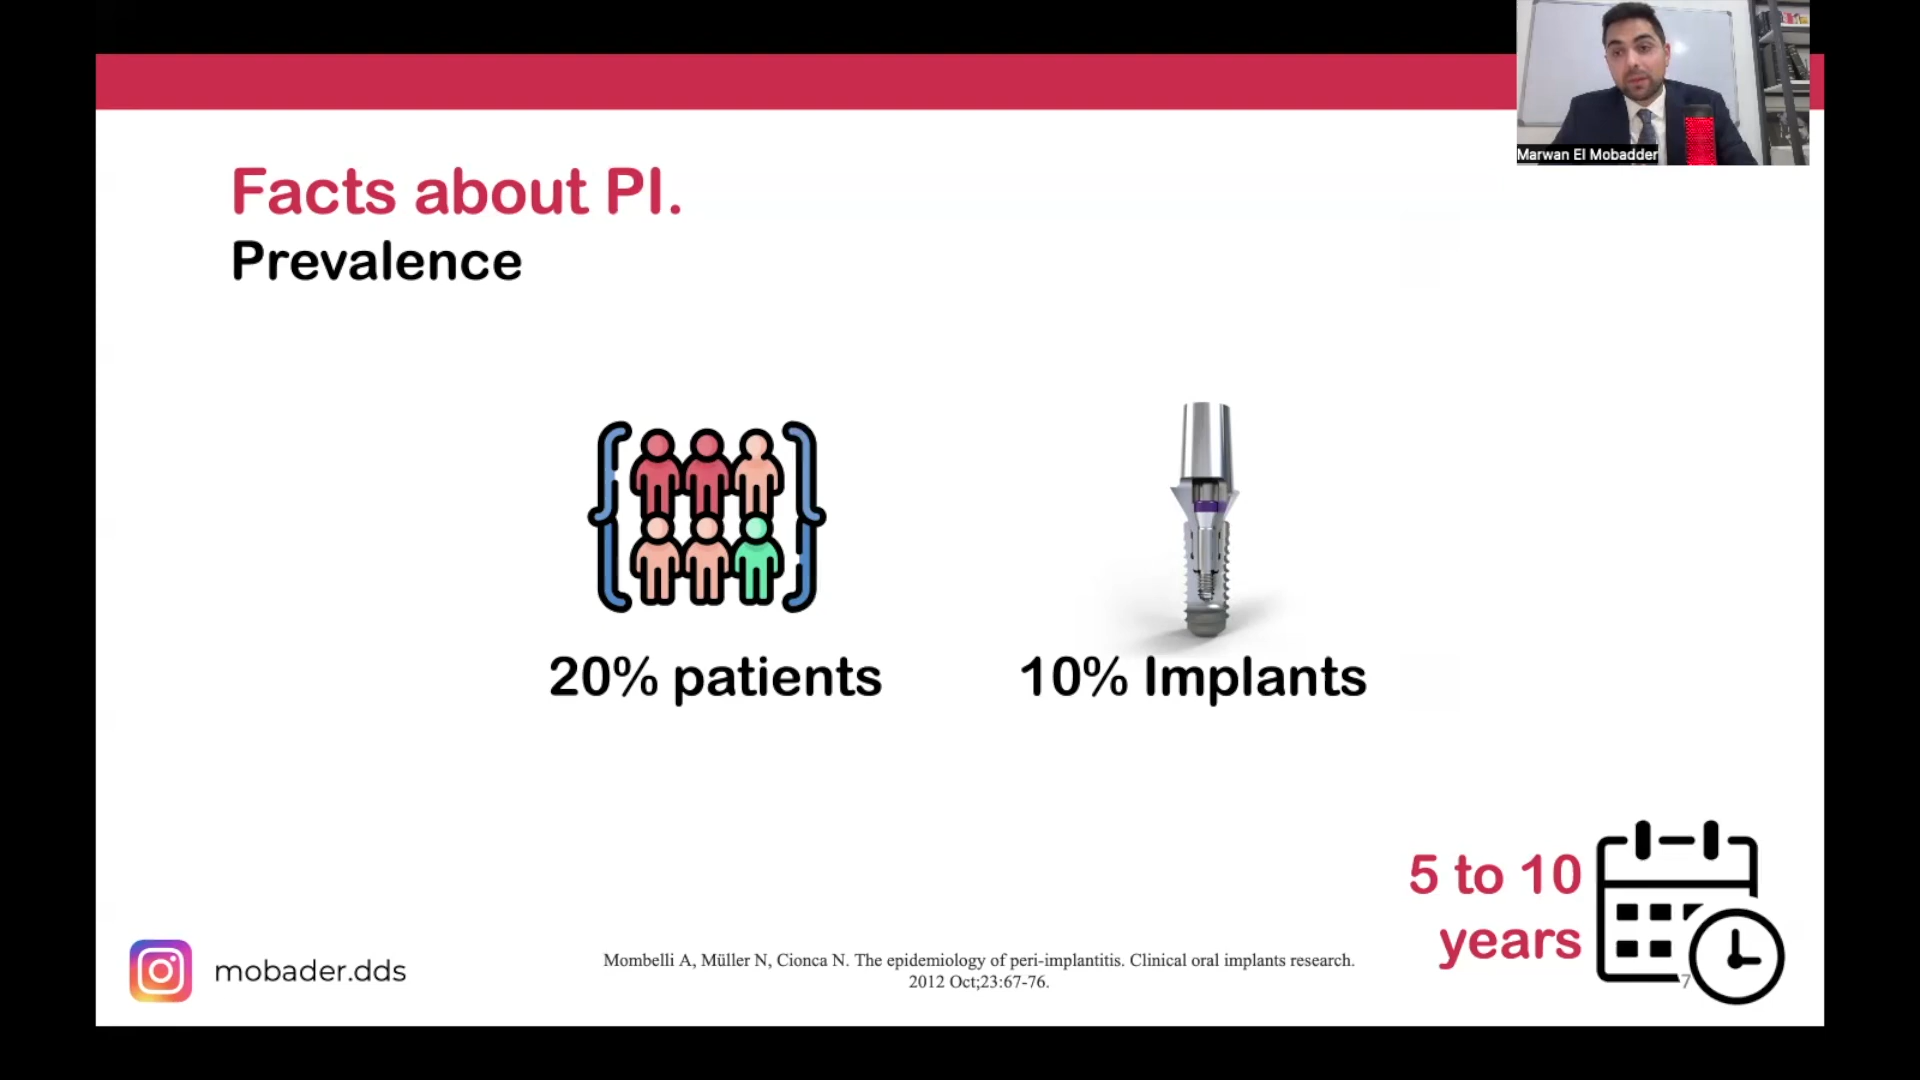 Marwan El Mobadder
Facts about PI.
Prevalence
20% patients
10% Implants
5 to 10
years
mobader.dds
Mombelli A, Müller N, Cionca N. The epidemiology of peri-implantitis. Clinical oral implants research.
2012 Oct;23:67-76.
7